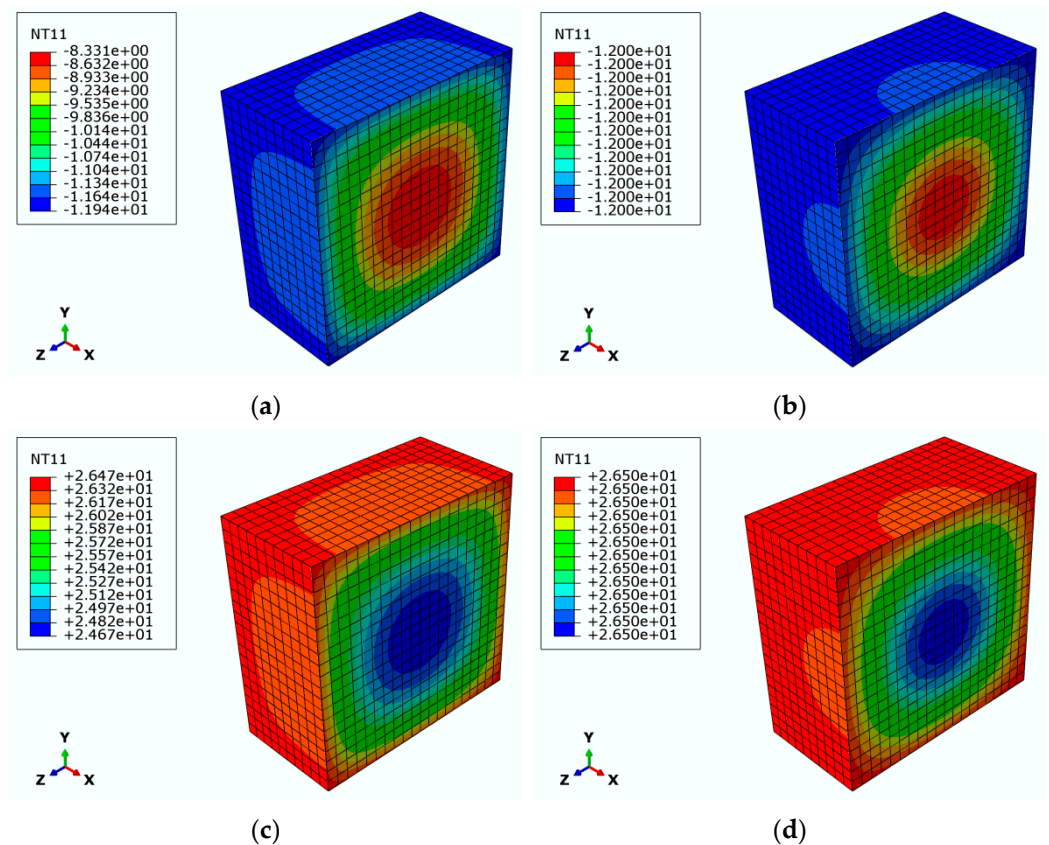 NT11
-8.331e+00
-8.632e+00
-8.933e+00
-9.234e+00
-9.535e+00
-9.836e+00
-1.014e+01
-1.044e+01
-1.074e+01
-1.104e+01
-1.134e+01
-1.164e+01
-1.194e+01
Y
Z X
(a)
NT11
-1.200e+01
-1.200e+01
-1.200e+01
-1.200e+01
-1.200e+01
-1.200e+01
-1.200e+01
-1.200e+01
-1.200e+01
-1.200e+01
-1.200e+01
-1.200e+01
-1.200e+01
Y
Z X
(b)
NT11
+2.647e+01
+2.632e+01
+2.617e+01
+2.602e+01
+2.587e+01
+2.572e+01
+2.557e+01
+2.542e+01
+2.527e+01
+2.512e+01
+2.497e+01
+2.482e+01
+2.467e+01
Y
Z X
(c)
NT11
+2.650e+01
+2.650e+01
+2.650e+01
+2.650e+01
+2.650e+01
+2.650e+01
+2.650e+01
+2.650e+01
+2.650e+01
+2.650e+01
+2.650e+01
+2.650e+01
+2.650e+01
Y
Z X
(d)